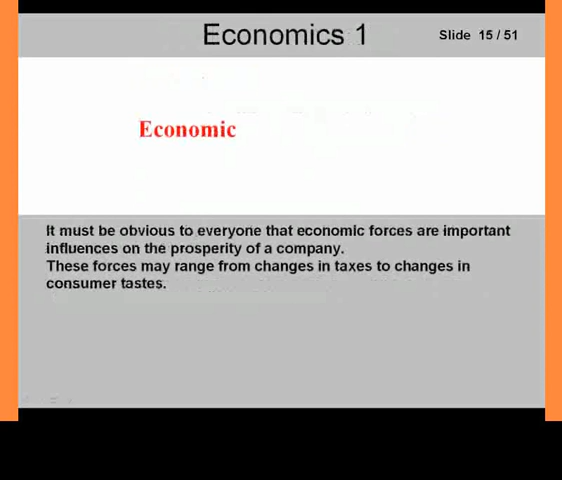 Economics 1
Slide 15 / 51
Economic
It must be obvious to everyone that economic forces are important
influences on the prosperity of a company.
These forces may range from changes in taxes to changes in
consumer tastes.